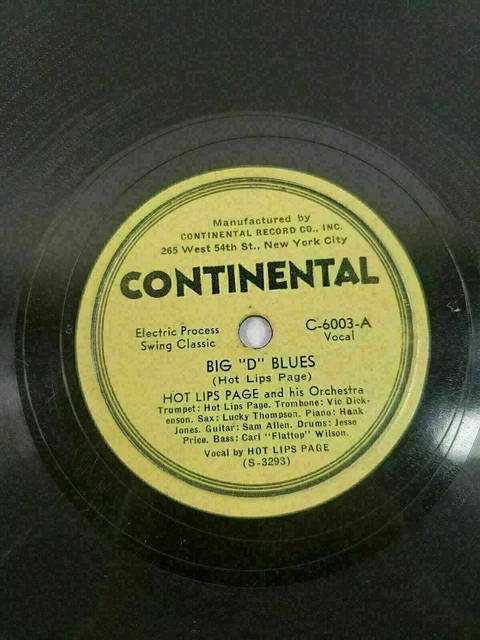 Manufactured by
CONTINENTAL RECORD CO., INC.
265 West 54th St., New York City
CONTINENTAL
Electric Process
Swing Classic
C-6003-A
Vocal
BIG "D" BLUES
(Hot Lips Page)
HOT LIPS PAGE and his Orchestra
Trumpet: Hot Lips Page. Trombone: Vic Dick-
enson. Sax: Lucky Thompson. Piano: Hank
Jones. Guitar: Sam Allen. Drums: Jesse
Price. Bass: Carl "Flattop" Wilson.
Vocal by HOT LIPS PAGE
(S-3293)